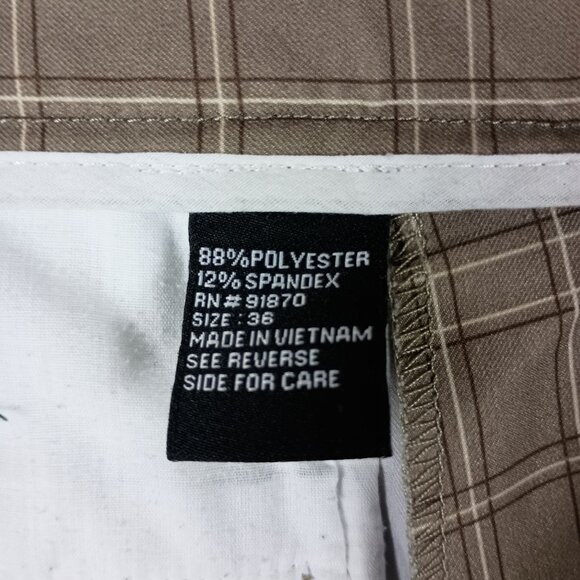 88%POLYESTER
12% SPANDEX
RN# 91870
SIZE : 36
MADE IN VIETNAM
SEE REVERSE
SIDE FOR CARE